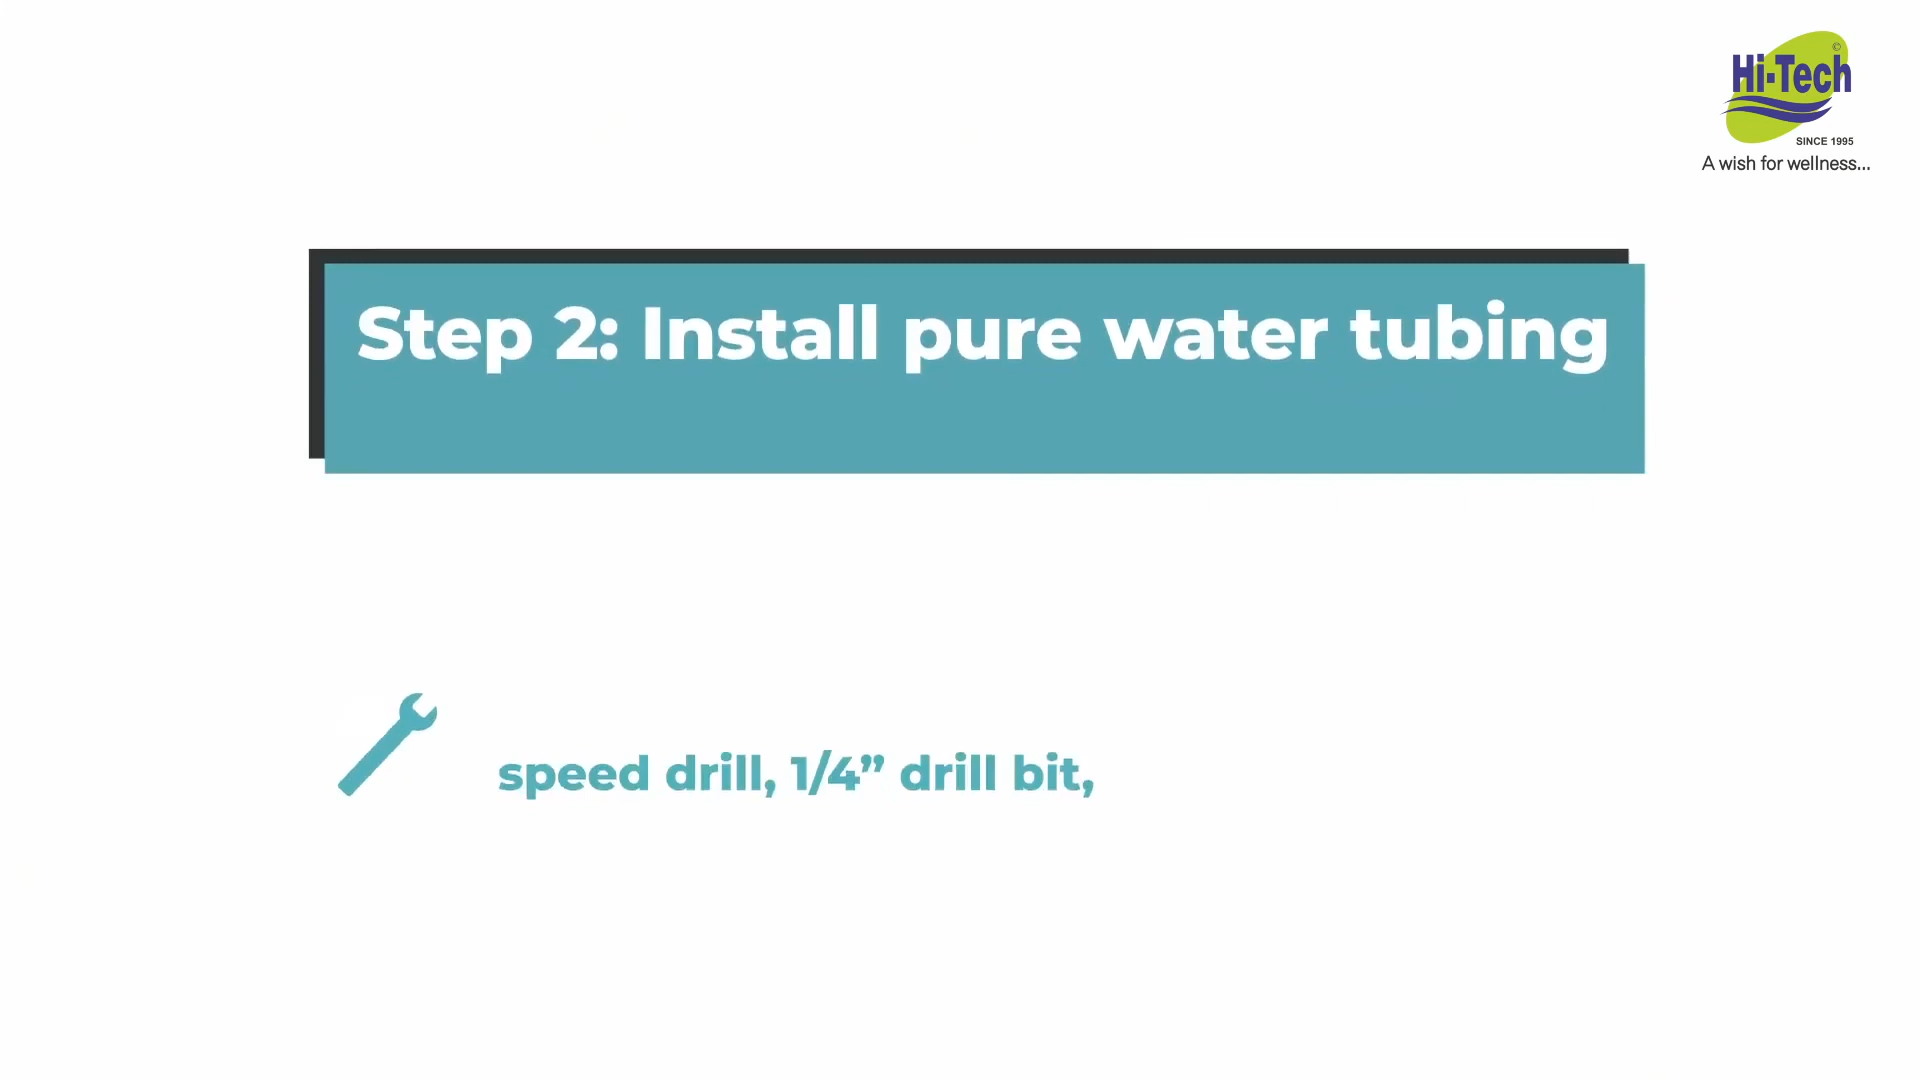 Hi-Tech
©
SINCE 1995
A wish for wellness...
Step 2: Install pure water tubing
speed drill, 1/4” drill bit,